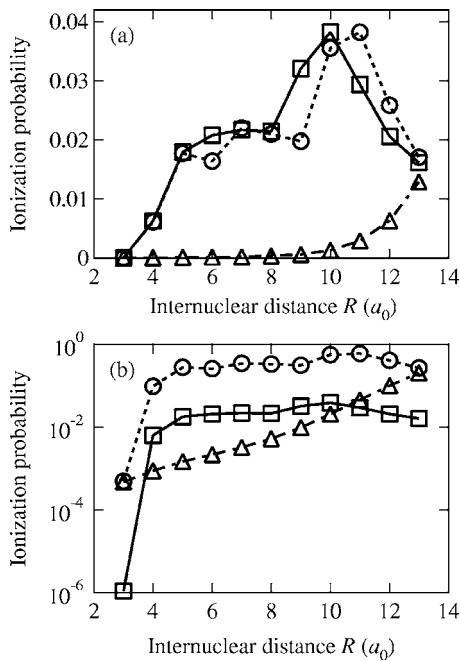 (a)
Ionization probability
0.04
0.03
0.02
0.01
0
2 4 6 8 10 12 14
Internuclear distance R (a₀)
(b)
Ionization probability
10⁰
10⁻²
10⁻⁴
10⁻⁶
2 4 6 8 10 12 14
Internuclear distance R (a₀)